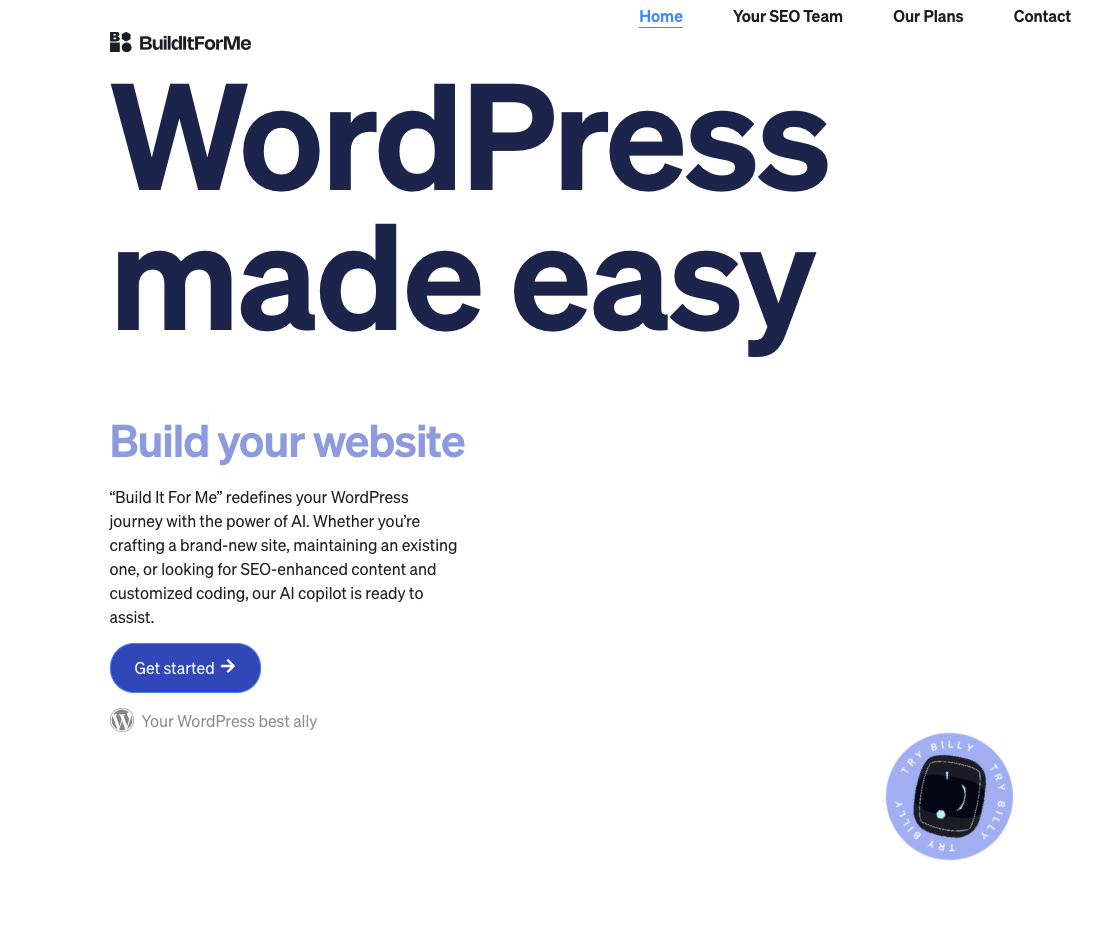 Home Your SEO Team Our Plans Contact
BuildItForMe
WordPress
made easy
Build your website
“Build It For Me” redefines your WordPress
journey with the power of AI. Whether you’re
crafting a brand-new site, maintaining an existing
one, or looking for SEO-enhanced content and
customized coding, our AI copilot is ready to
assist.
Get started
Your WordPress best ally
TRY BILLY TRY BILLY TRY BILLY